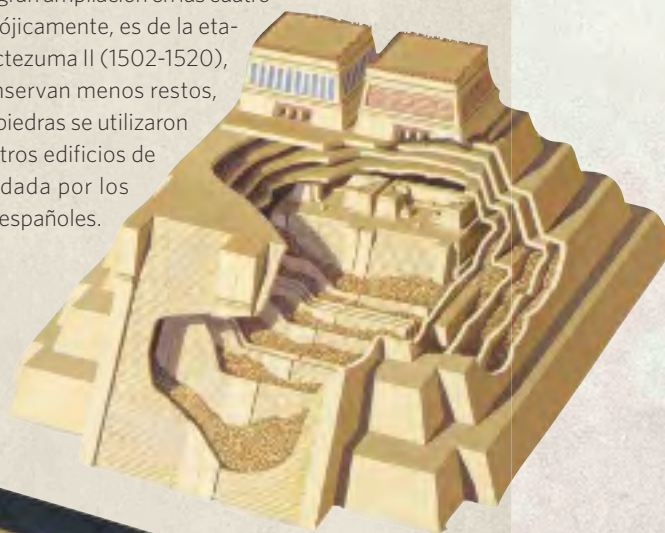 gran ampliación en las cuatro
ójicamente, es de la eta-
ctezuma II (1502-1520),
nservan menos restos,
piedras se utilizaron
tros edificios de
dada por los
españoles.